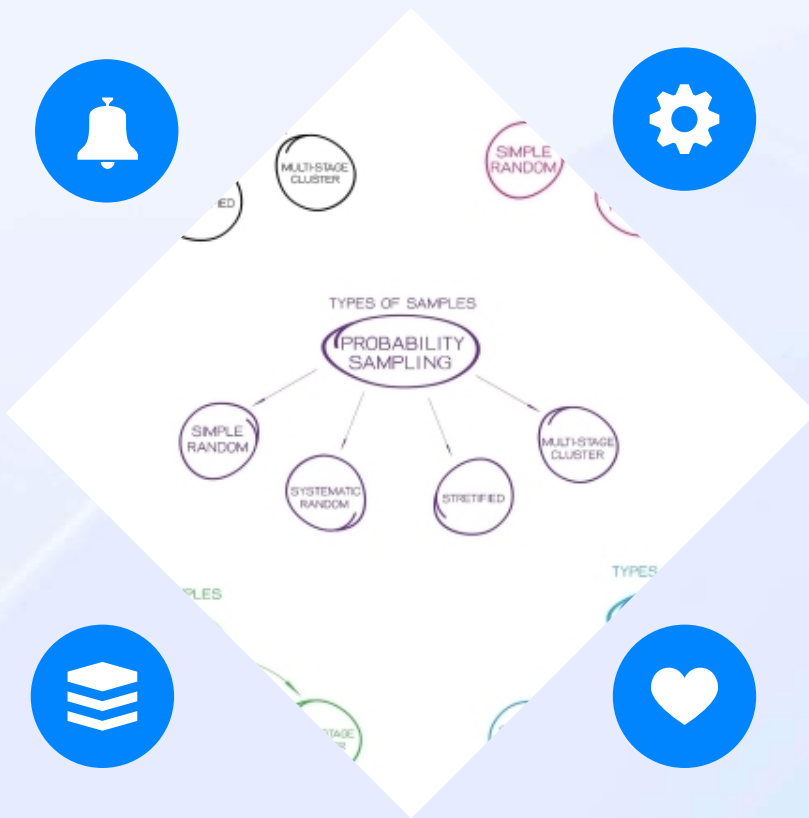 MULTI-STAGE
CLUSTER
SIMPLE
RANDOM
TYPES OF SAMPLES
PROBABILITY
SAMPLING
SIMPLE
RANDOM
SYSTEMATIC
RANDOM
STRETIFIED
MULTI-STAGE
CLUSTER
TYPES